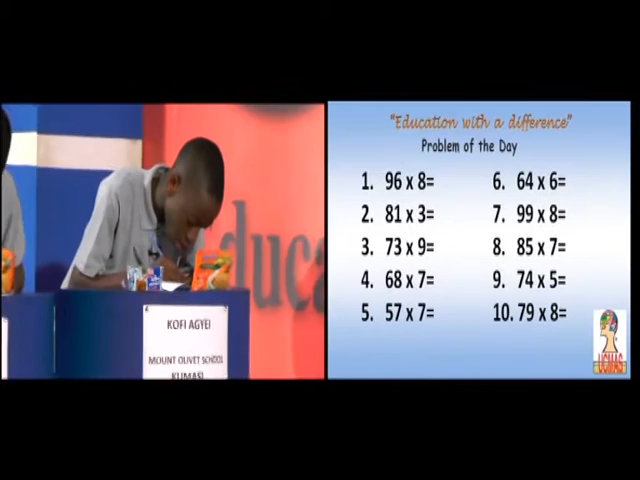 Educa
KOFI AGYEI
MOUNT OLIVET SCHOOL
KUMASI
"Education with a difference"
Problem of the Day
1. 96 x 8=
2. 81 x 3=
3. 73 x 9=
4. 68 x 7=
5. 57 x 7=
6. 64 x 6=
7. 99 x 8=
8. 85 x 7=
9. 74 x 5=
10. 79 x 8=
UCMAS